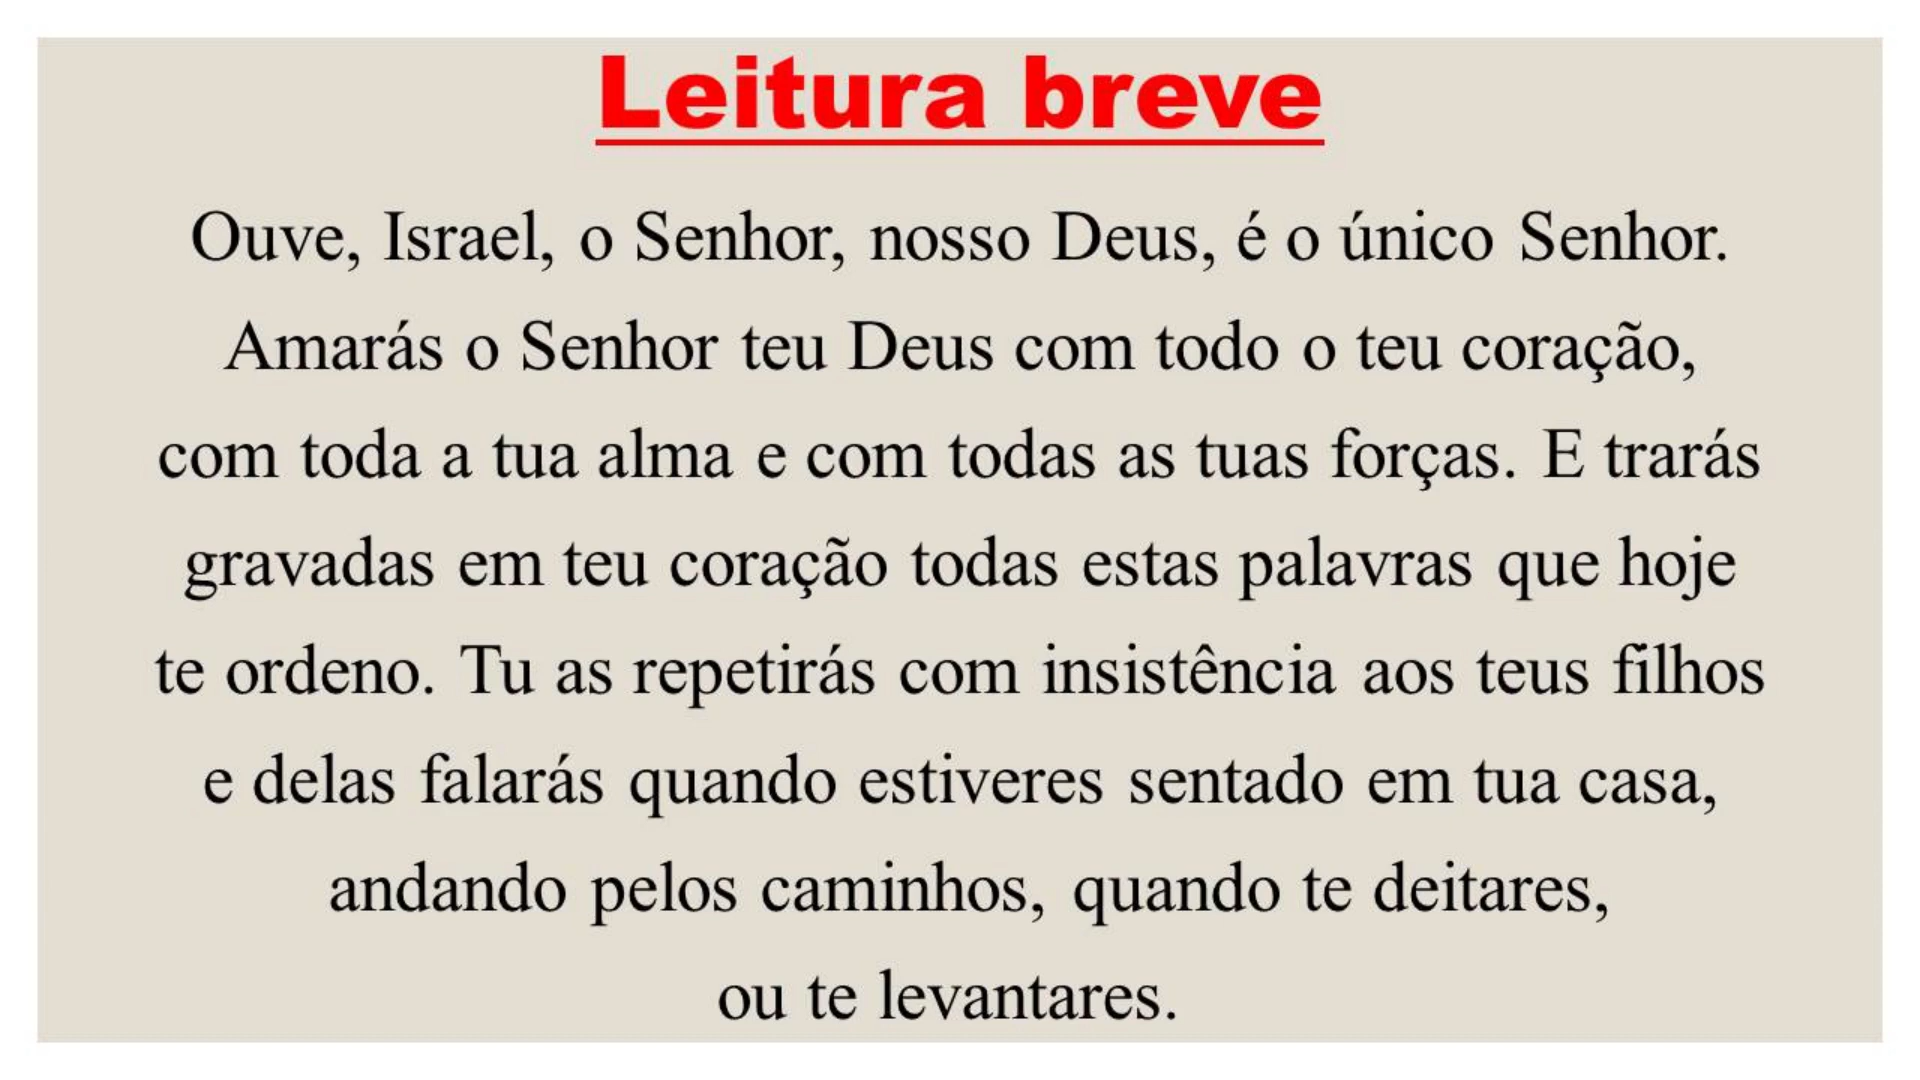 Leitura breve
Ouve, Israel, o Senhor, nosso Deus, é o único Senhor.
Amarás o Senhor teu Deus com todo o teu coração,
com toda a tua alma e com todas as tuas forças. E trarás
gravadas em teu coração todas estas palavras que hoje
te ordeno. Tu as repetirás com insistência aos teus filhos
e delas falarás quando estiveres sentado em tua casa,
andando pelos caminhos, quando te deitares,
ou te levantares.